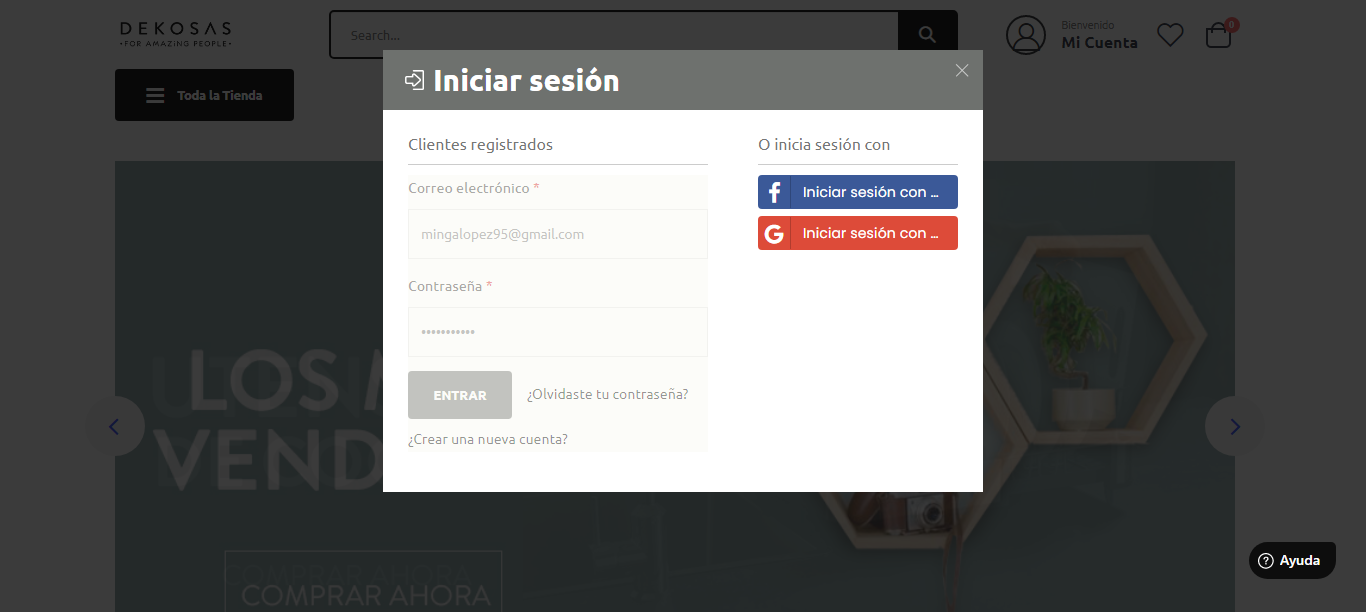 DEKOSAS
•FOR AMAZING PEOPLE•
Search...
Bienvenido
Mi Cuenta
0
Toda la Tienda
Iniciar sesión
Clientes registrados
O inicia sesión con
Correo electrónico *
Iniciar sesión con ...
mingalopez95@gmail.com
Iniciar sesión con ...
Contraseña *
•••••••••••
ENTRAR
¿Olvidaste tu contraseña?
¿Crear una nueva cuenta?
LOS
VEND
COMPRAR AHORA
COMPRAR AHORA
Ayuda